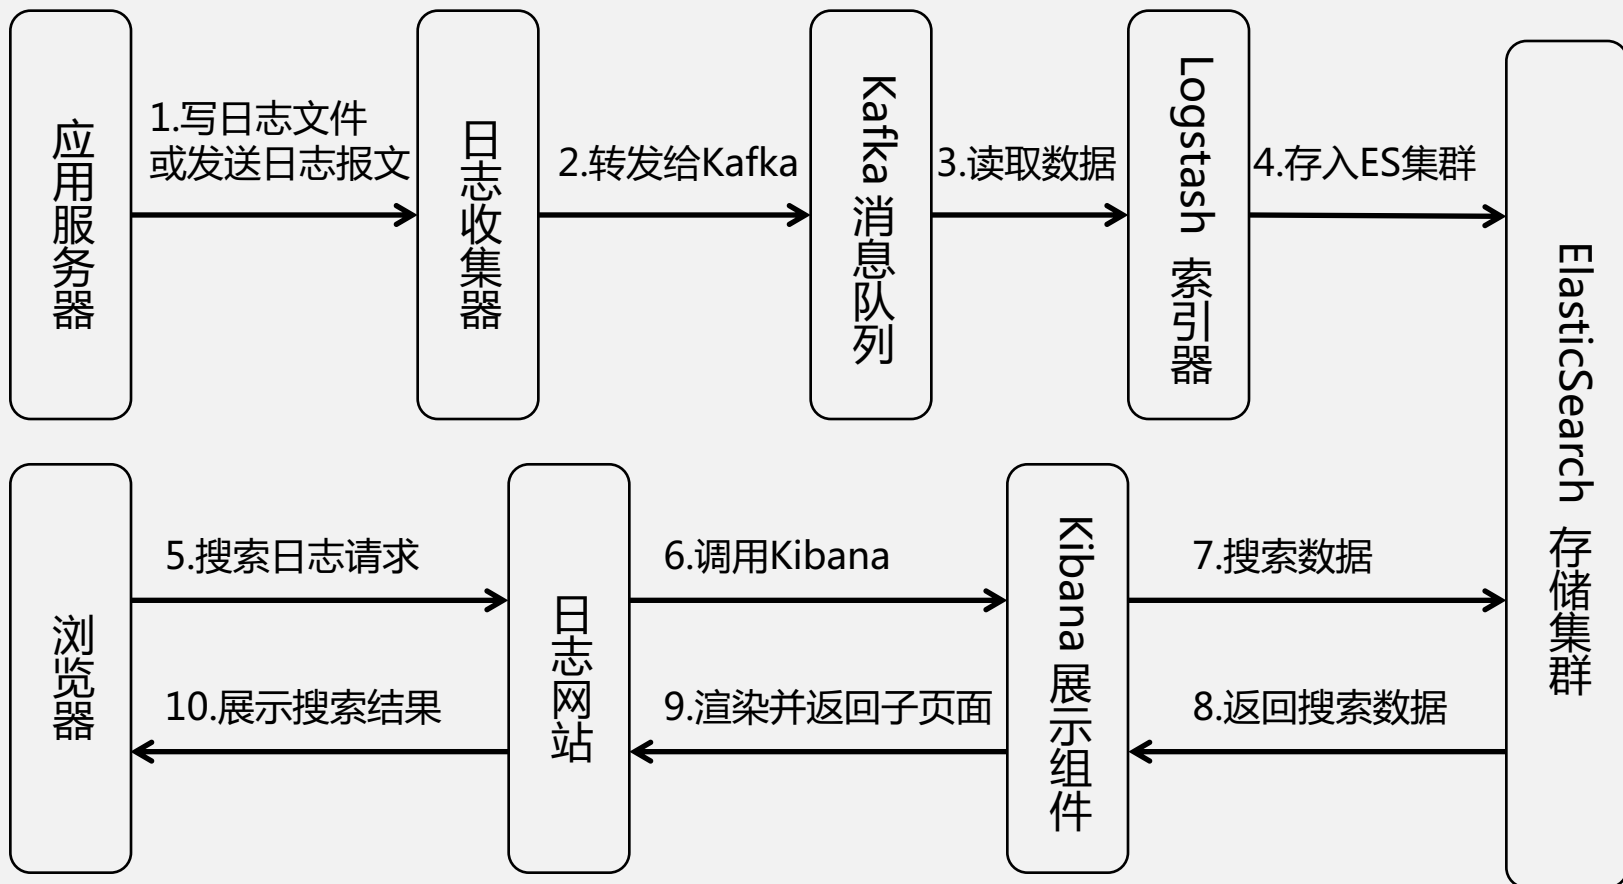 应用服务器
1.写日志文件
或发送日志报文
日志收集器
2.转发给Kafka
Kafka 消息队列
3.读取数据
Logstash 索引器
4.存入ES集群
ElasticSearch 存储集群
浏览器
5.搜索日志请求
10.展示搜索结果
日志网站
6.调用Kibana
9.渲染并返回子页面
Kibana 展示组件
7.搜索数据
8.返回搜索数据